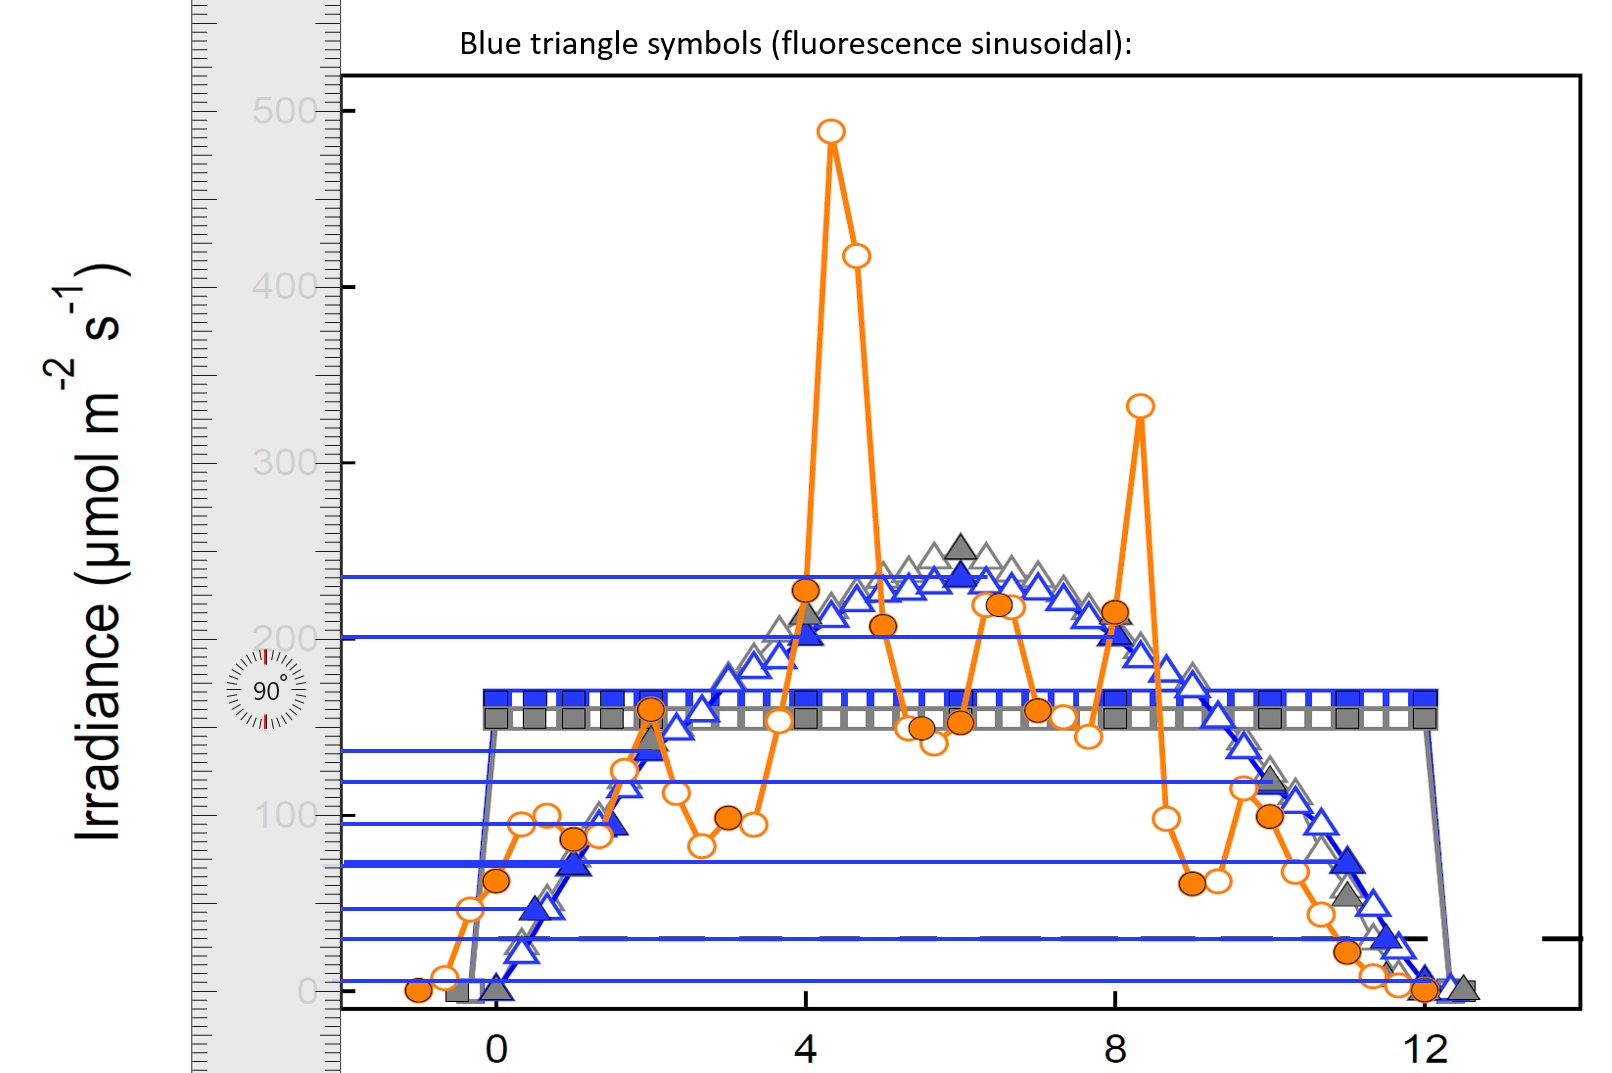 Blue triangle symbols (fluorescence sinusoidal):
Irradiance (µmol m-2 s-1)
500
400
300
200
100
0
90°
0 4 8 12